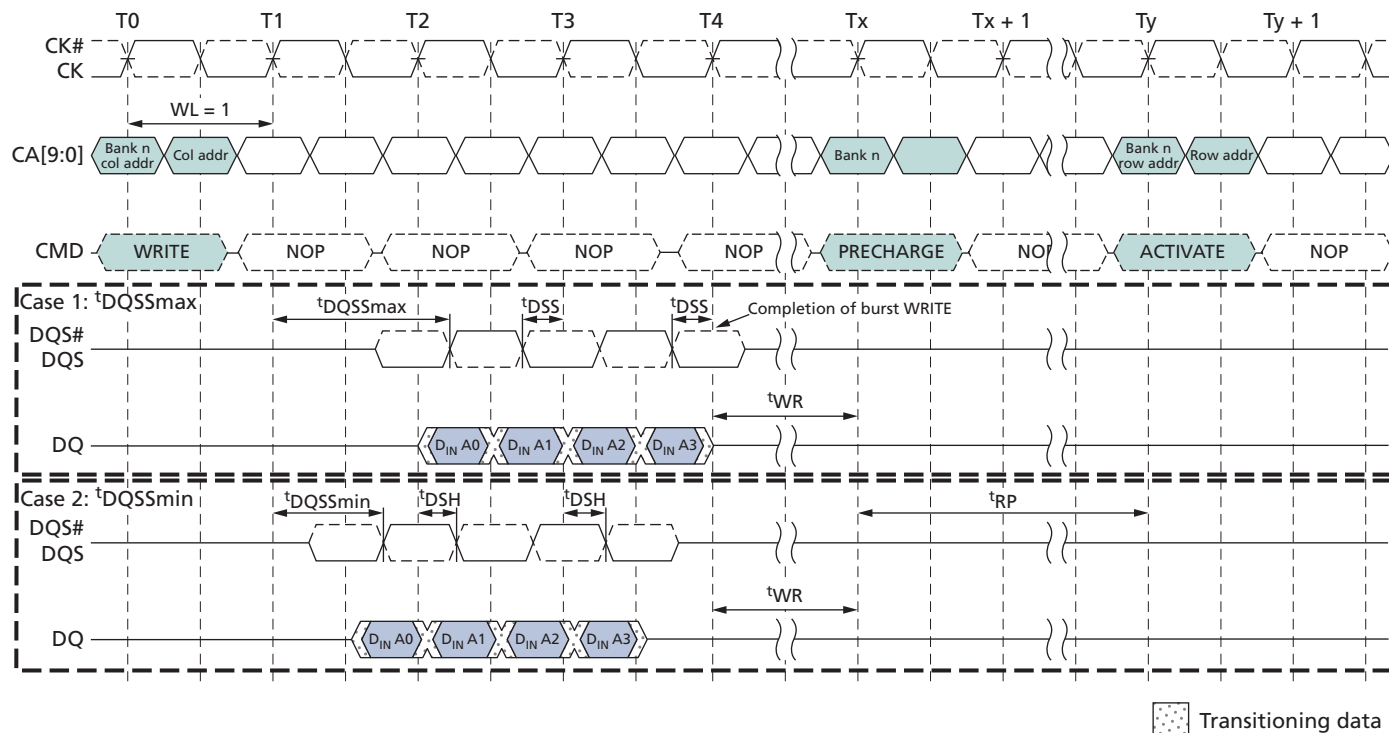 T0 T1 T2 T3 T4 Tx Tx + 1 Ty Ty + 1
CK#
CK
WL = 1
CA[9:0] Bank n col addr Col addr Bank n Bank n row addr Row addr
CMD WRITE NOP NOP NOP NOP PRECHARGE NOP ACTIVATE NOP
Case 1: tDQSSmax
tDQSSmax tDSS tDSS Completion of burst WRITE
DQS#
DQS
tWR
DQ DIN A0 DIN A1 DIN A2 DIN A3
Case 2: tDQSSmin
tDQSSmin tDSH tDSH tRP
DQS#
DQS
tWR
DQ DIN A0 DIN A1 DIN A2 DIN A3
Transitioning data